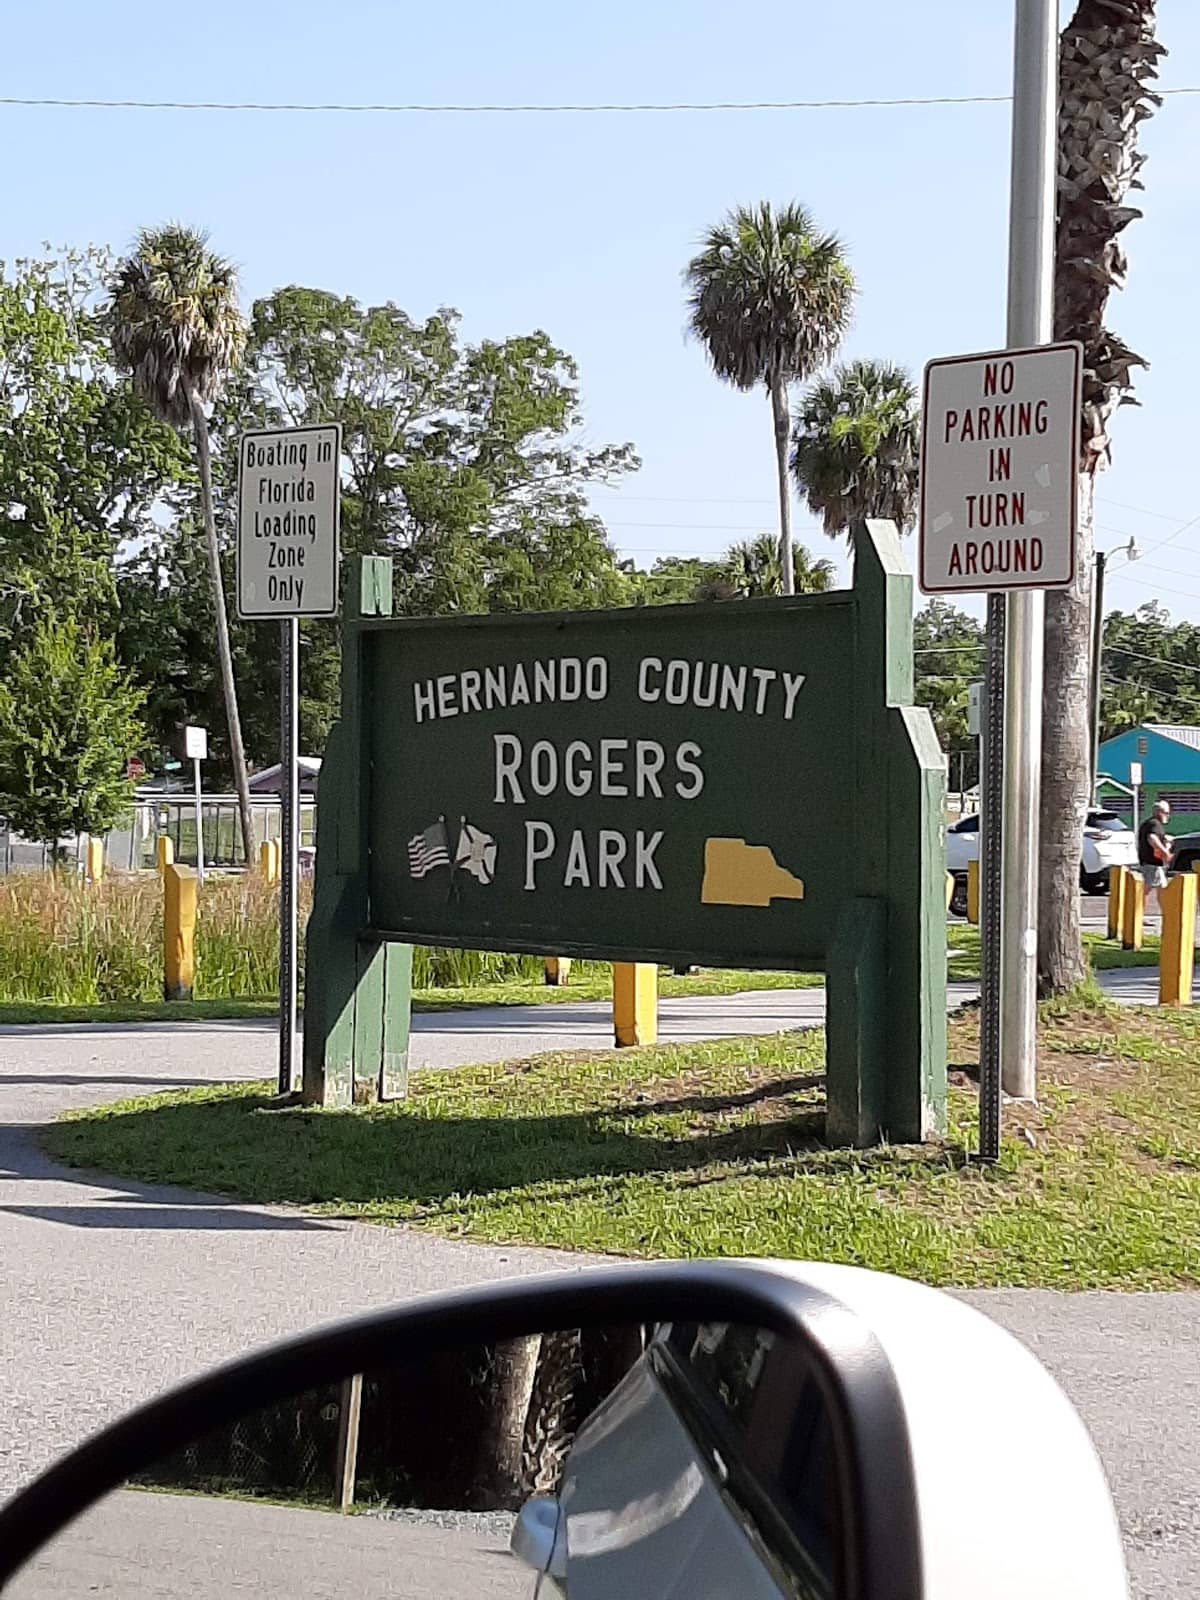 Boating in
Florida
Loading
Zone
Only
HERNANDO COUNTY
ROGERS
PARK
NO
PARKING
IN
TURN
AROUND